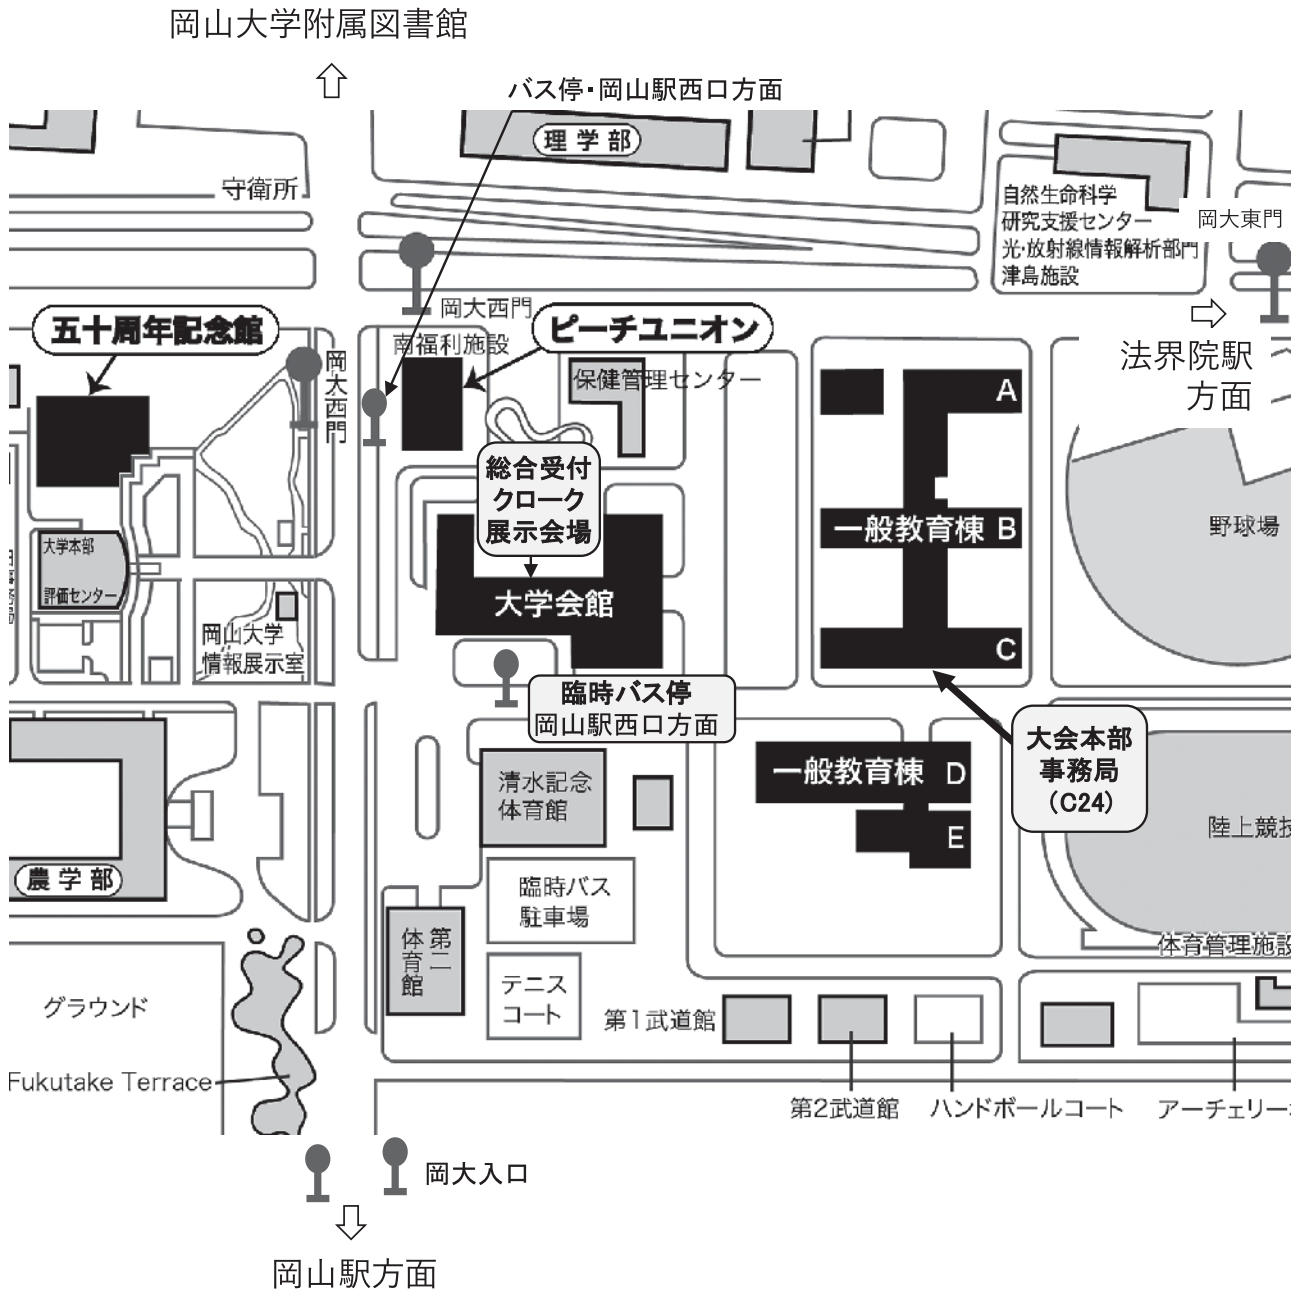 岡山大学附属図書館
バス停・岡山駅西口方面
理学部
守衛所
自然生命科学
研究支援センター
光・放射線情報解析部門
津島施設
岡大東門
岡大西門
五十周年記念館
ピーチユニオン
南福利施設
岡大西門
保健管理センター
法界院駅
方面
A
総合受付
クローク
展示会場
一般教育棟 B
野球場
大学本部
評価センター
大学会館
岡山大学
情報展示室
C
臨時バス停
岡山駅西口方面
大会本部
事務局
(C24)
一般教育棟 D
清水記念
体育館
E
陸上競技
農学部
臨時バス
駐車場
第二
体育館
体育管理施設
グラウンド
テニス
コート
第1武道館
Fukutake Terrace
第2武道館
ハンドボールコート
アーチェリー
岡大入口
岡山駅方面